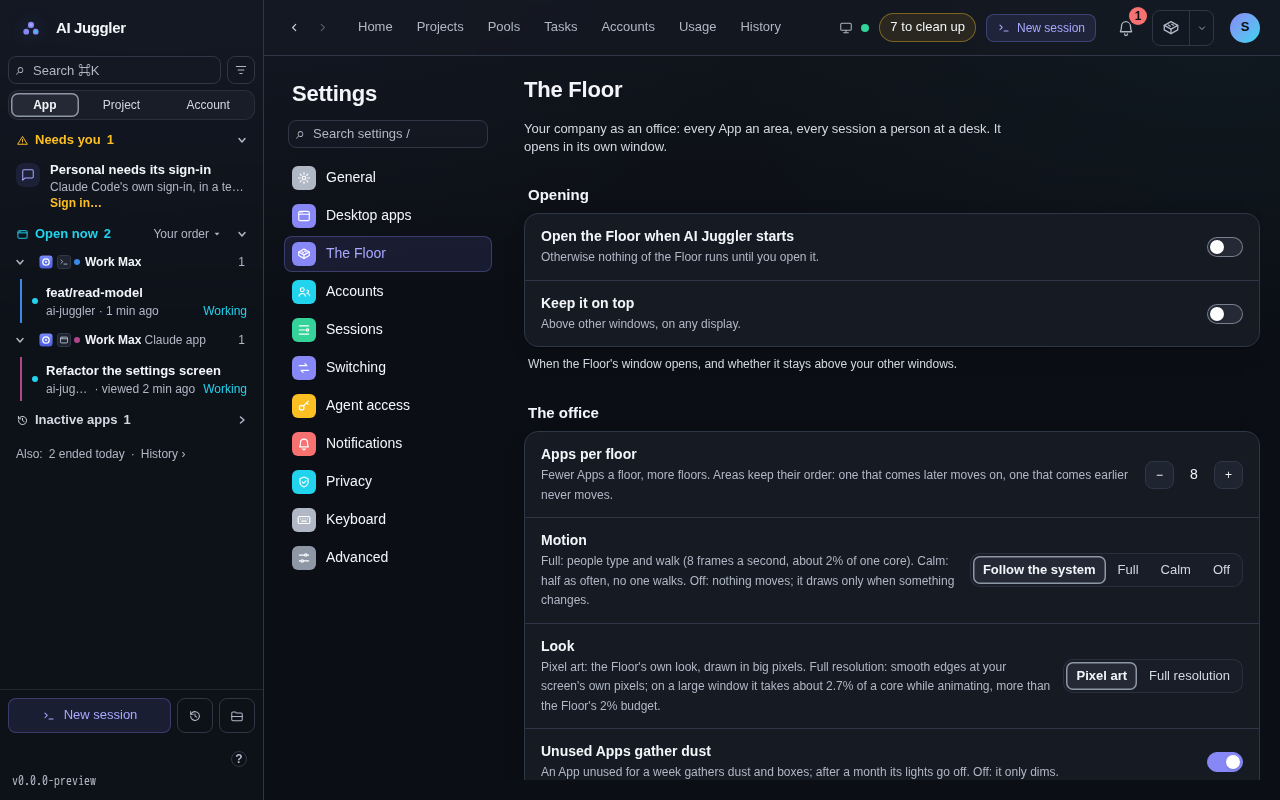 AI Juggler
Search ⌘K
App
Project
Account
Needs you 1
Personal needs its sign-in
Claude Code's own sign-in, in a te…
Sign in…
Open now 2
Your order
Work Max
1
feat/read-model
ai-juggler · 1 min ago
Working
Work Max Claude app
1
Refactor the settings screen
ai-jug… · viewed 2 min ago
Working
Inactive apps 1
Also: 2 ended today · History ›
New session
?
v0.0.0-preview
Home
Projects
Pools
Tasks
Accounts
Usage
History
7 to clean up
New session
1
S
Settings
Search settings /
General
Desktop apps
The Floor
Accounts
Sessions
Switching
Agent access
Notifications
Privacy
Keyboard
Advanced
The Floor
Your company as an office: every App an area, every session a person at a desk. It
opens in its own window.
Opening
Open the Floor when AI Juggler starts
Otherwise nothing of the Floor runs until you open it.
Keep it on top
Above other windows, on any display.
When the Floor's window opens, and whether it stays above your other windows.
The office
Apps per floor
Fewer Apps a floor, more floors. Areas keep their order: one that comes later moves on, one that comes earlier
never moves.
− 8 +
Motion
Full: people type and walk (8 frames a second, about 2% of one core). Calm:
half as often, no one walks. Off: nothing moves; it draws only when something
changes.
Follow the system
Full
Calm
Off
Look
Pixel art: the Floor's own look, drawn in big pixels. Full resolution: smooth edges at your
screen's own pixels; on a large window it takes about 2.7% of a core while animating, more than
the Floor's 2% budget.
Pixel art
Full resolution
Unused Apps gather dust
An App unused for a week gathers dust and boxes; after a month its lights go off. Off: it only dims.